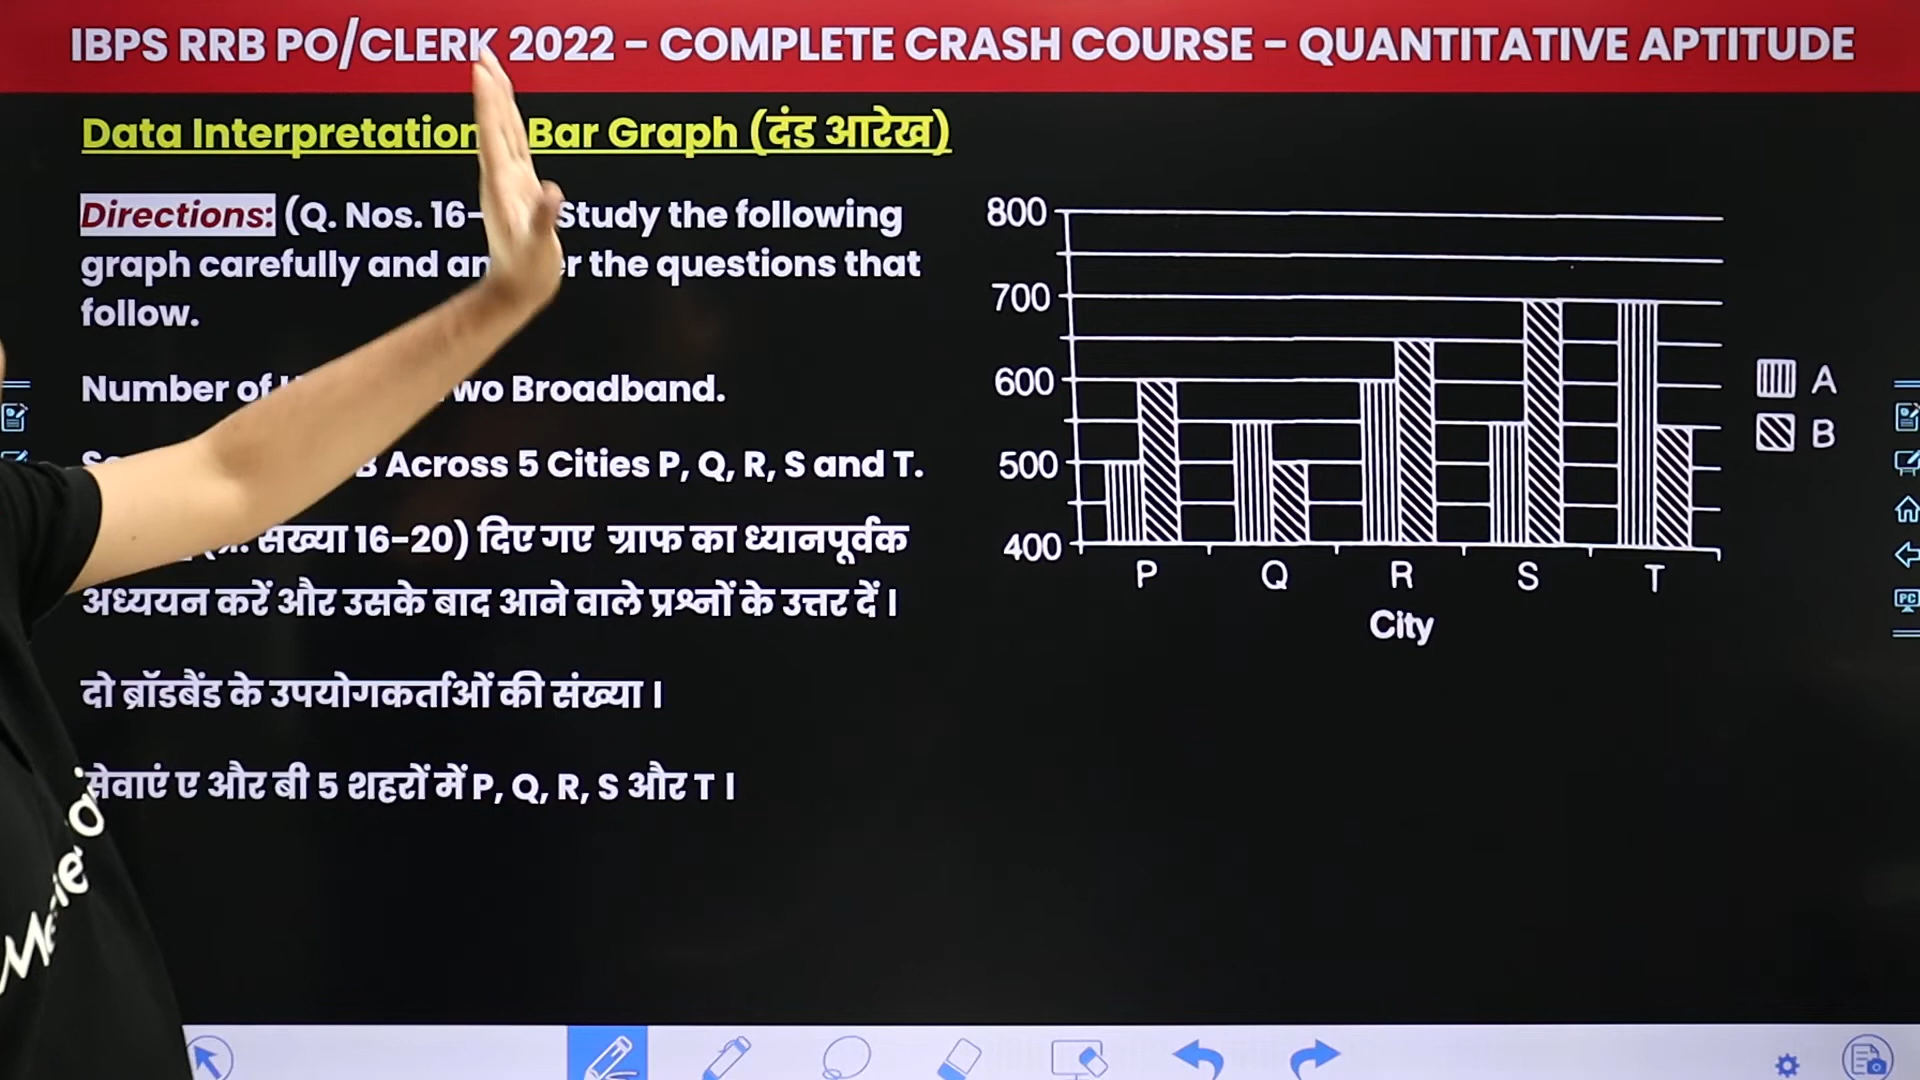 IBPS RRB PO/CLERK 2022 - COMPLETE CRASH COURSE - QUANTITATIVE APTITUDE
Data Interpretation Bar Graph (दंड आरेख)
Directions: (Q. Nos. 16- Study the following
graph carefully and the questions that
follow.
Number of Broadband.
B Across 5 Cities P, Q, R, S and T.
संख्या 16-20) दिए गए ग्राफ का ध्यानपूर्वक
अध्ययन करें और उसके बाद आने वाले प्रश्नों के उत्तर दें।
दो ब्रॉडबैंड के उपयोगकर्ताओं की संख्या।
सेवाएं ए और बी 5 शहरों में P, Q, R, S और T।
800
700
600
500
400
P Q R S T
City
A
B
PC